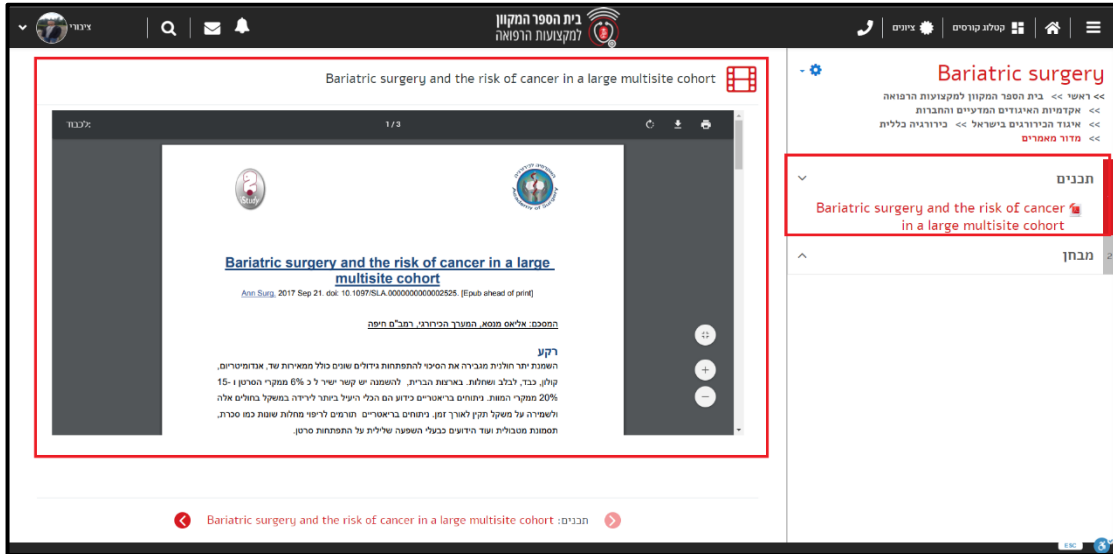 קטלוג קורסים
ציונים
בית הספר המקוון
למקצועות הרפואה
ציבורי
Bariatric surgery
>> ראשי >> בית הספר המקוון למקצועות הרפואה
>> אקדמיות האיגודים המדעיים והחברות
>> איגוד הכירורגים בישראל >> כירורגיה כללית
>> מדור מאמרים
תכנים
Bariatric surgery and the risk of cancer
in a large multisite cohort
מבחן
2
Bariatric surgery and the risk of cancer in a large multisite cohort
לכבוד:
1/3
Study
Academy of Surgery
Bariatric surgery and the risk of cancer in a large
multisite cohort
Ann Surg. 2017 Sep 21. doi: 10.1097/SLA.0000000000002525. [Epub ahead of print]
המסכם: אליאס מנסא, המערך הכירורגי, רמב"ם חיפה
רקע
השמנת יתר חולנית מגבירה את הסיכוי להתפתחות גידולים שונים כולל ממאירות שד, אנדומיטריום,
קולון, כבד, לבלב ושחלות. בארצות הברית, להשמנה יש קשר ישיר ל כ 6% ממקרי הסרטן ו 15-
20% ממקרי המוות. ניתוחים בריאטריים כידוע הם הכלי היעיל ביותר לירידה במשקל בחולים אלה
ולשמירה על משקל תקין לאורך זמן. ניתוחים בריאטריים תורמים לריפוי מחלות שונות כמו סכרת,
תסמונת מטבולית ועוד הידועים כבעלי השפעה שלילית על התפתחות סרטן.
תכנים: Bariatric surgery and the risk of cancer in a large multisite cohort
ESC